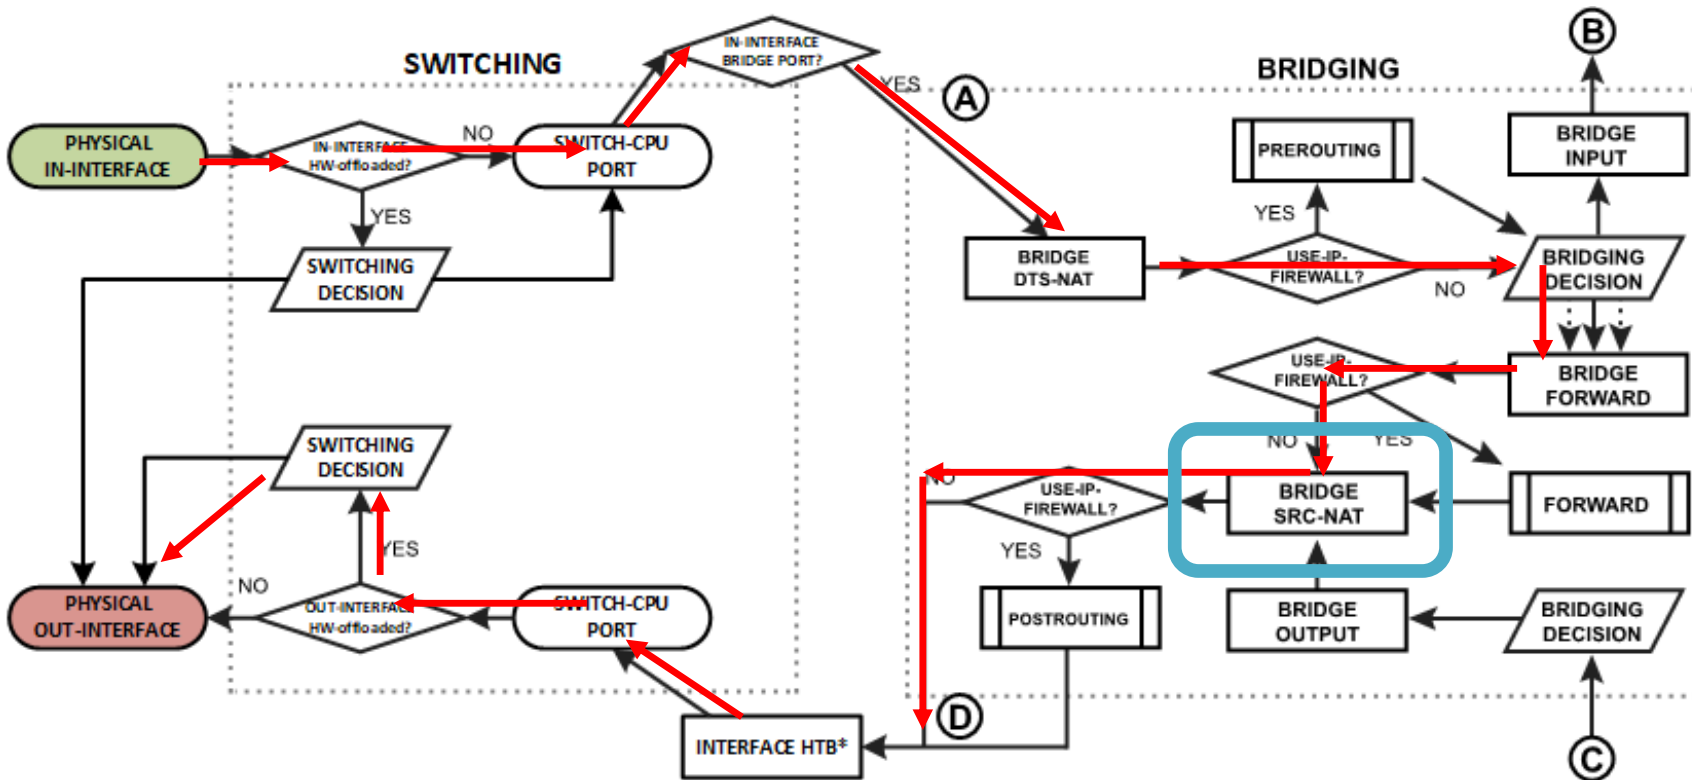 SWITCHING
IN-INTERFACE
BRIDGE PORT?
YES
A
BRIDGING
B
PHYSICAL
IN-INTERFACE
IN-INTERFACE
HW-offloaded?
NO
SWITCH-CPU
PORT
YES
SWITCHING
DECISION
PREROUTING
BRIDGE
INPUT
YES
BRIDGE
DTS-NAT
USE-IP-
FIREWALL?
NO
BRIDGING
DECISION
USE-IP-
FIREWALL?
BRIDGE
FORWARD
NO
YES
SWITCHING
DECISION
NO
USE-IP-
FIREWALL?
BRIDGE
SRC-NAT
FORWARD
YES
YES
NO
PHYSICAL
OUT-INTERFACE
OUT-INTERFACE
HW-offloaded?
SWITCH-CPU
PORT
POSTROUTING
BRIDGE
OUTPUT
BRIDGING
DECISION
D
INTERFACE HTB*
C